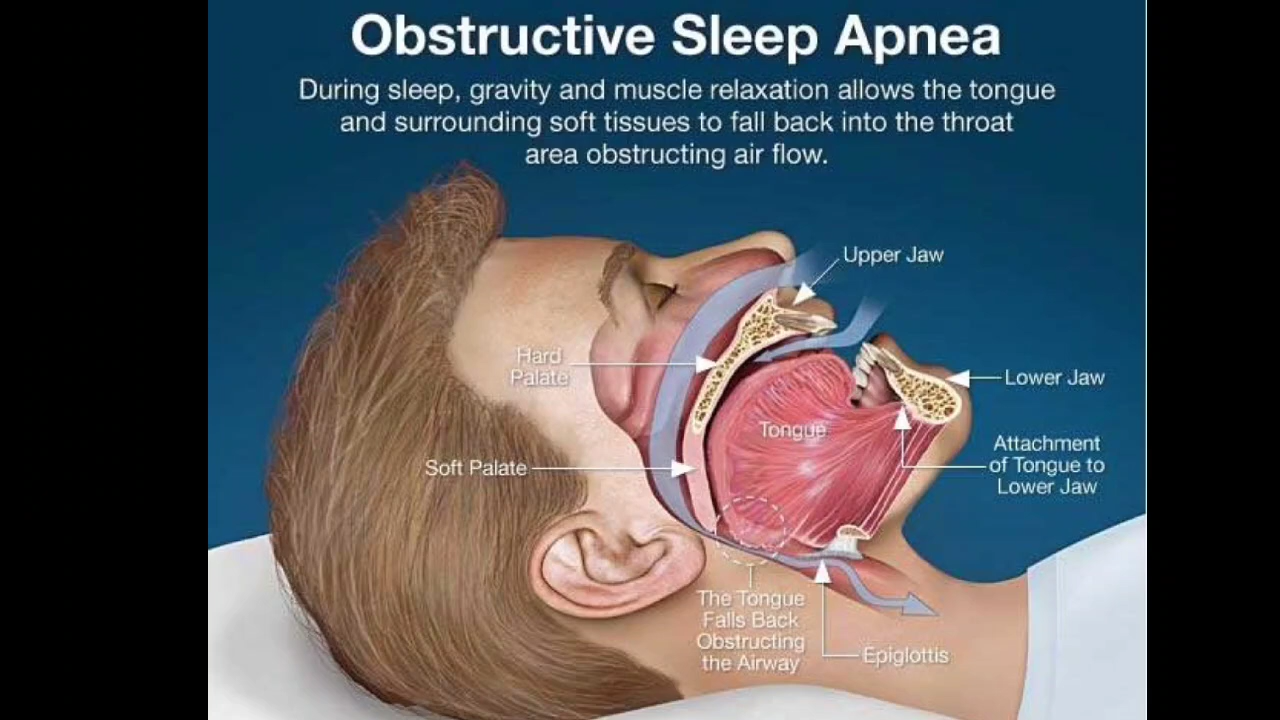 Obstructive Sleep Apnea
During sleep, gravity and muscle relaxation allows the tongue
and surrounding soft tissues to fall back into the throat
area obstructing air flow.
Upper Jaw
Hard
Palate
Lower Jaw
Tongue
Attachment
of Tongue to
Lower Jaw
Soft Palate
The Tongue
Falls Back
Obstructing
the Airway
Epiglottis